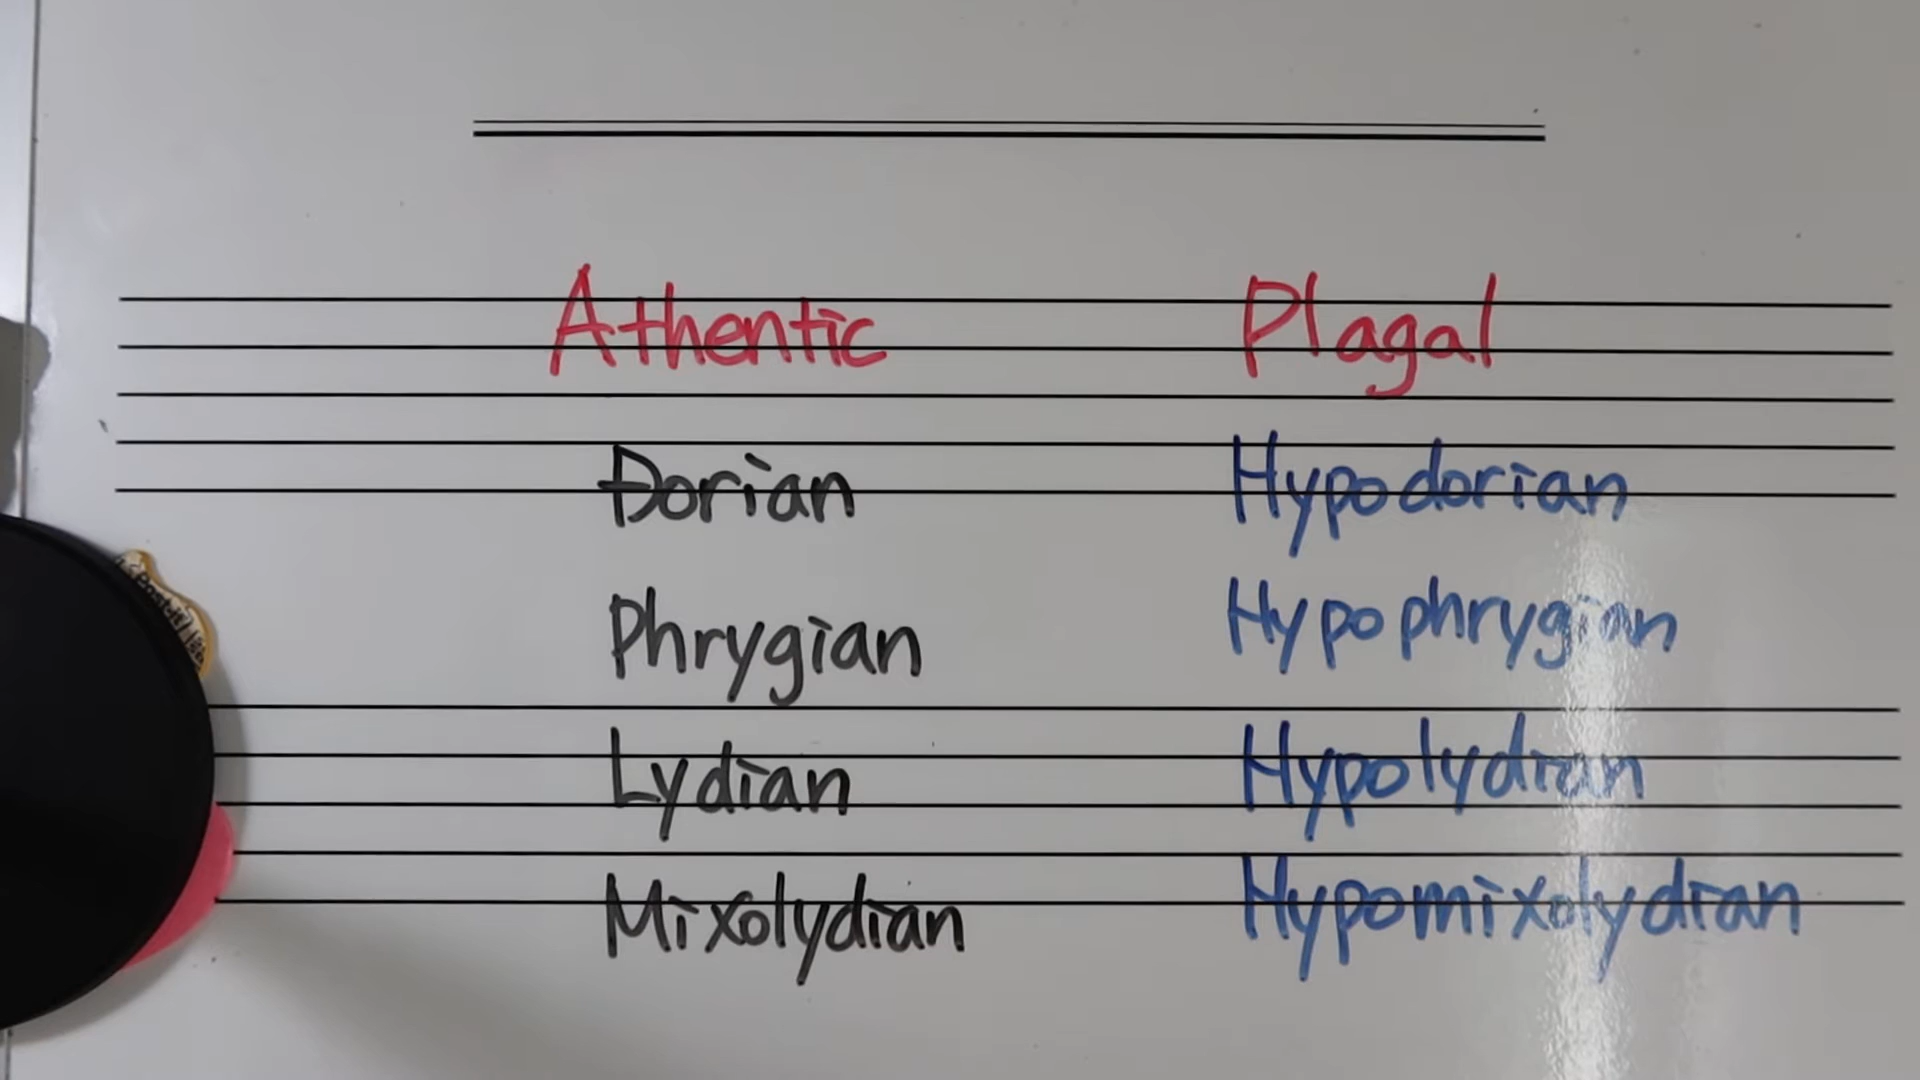 Athentic Plagal
Dorian Hypodorian
Phrygian Hypophrygian
Lydian Hypolydian
Mixolydian Hypomixolydian